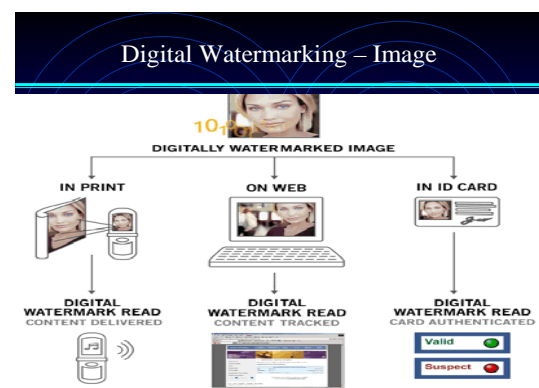 Digital Watermarking – Image
DIGITALLY WATERMARKED IMAGE
IN PRINT
ON WEB
IN ID CARD
DIGITAL
WATERMARK READ
CONTENT DELIVERED
DIGITAL
WATERMARK READ
CONTENT TRACKED
DIGITAL
WATERMARK READ
CARD AUTHENTICATED
Valid
Suspect